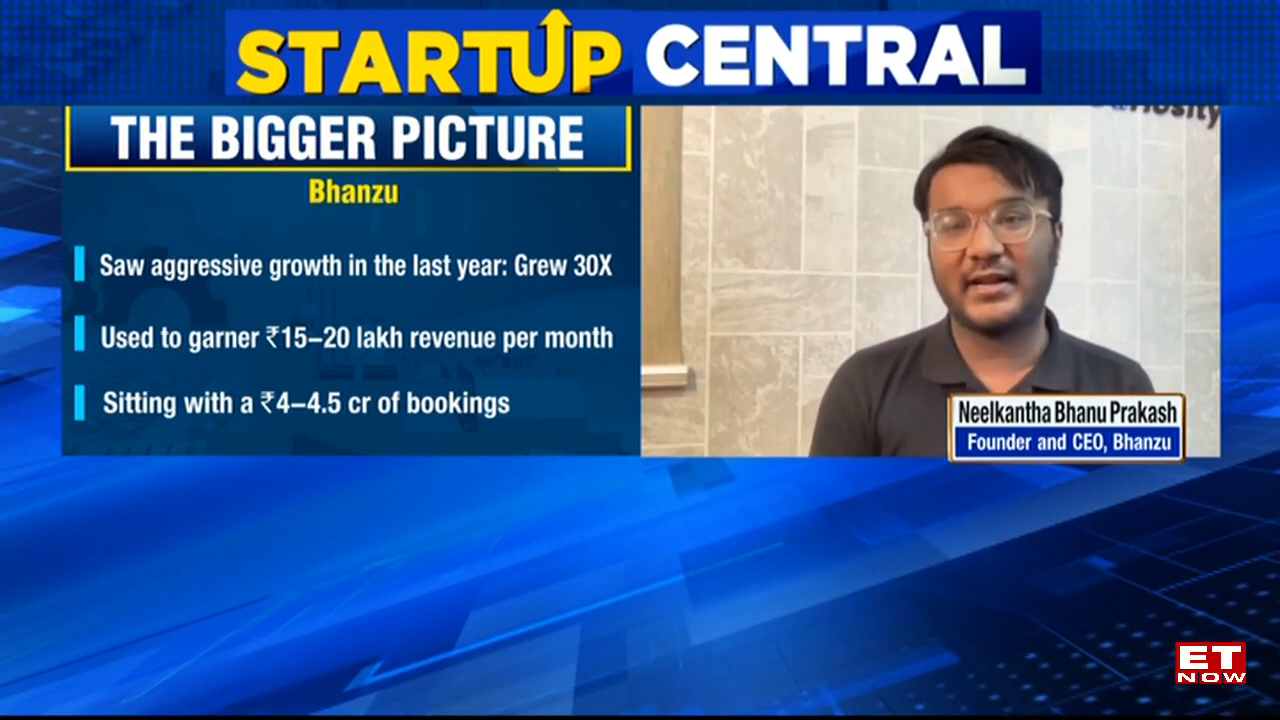 STARTUP CENTRAL
THE BIGGER PICTURE
Bhanzu
Saw aggressive growth in the last year: Grew 30X
Used to garner ₹15–20 lakh revenue per month
Sitting with a ₹4–4.5 cr of bookings
Neelkantha Bhanu Prakash
Founder and CEO, Bhanzu
ET
NOW